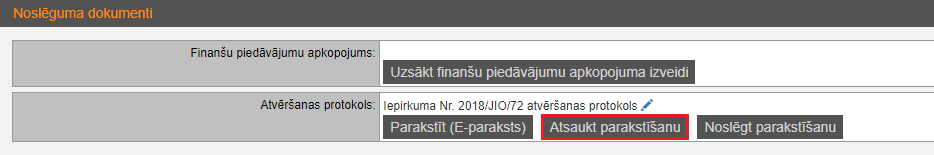 Noslēguma dokumenti
Finanšu piedāvājumu apkopojums:
Uzsākt finanšu piedāvājumu apkopojuma izveidi
Atvēršanas protokols: Iepirkuma Nr. 2018/JIO/72 atvēršanas protokols
Parakstīt (E-paraksts) Atsaukt parakstīšanu Noslēgt parakstīšanu